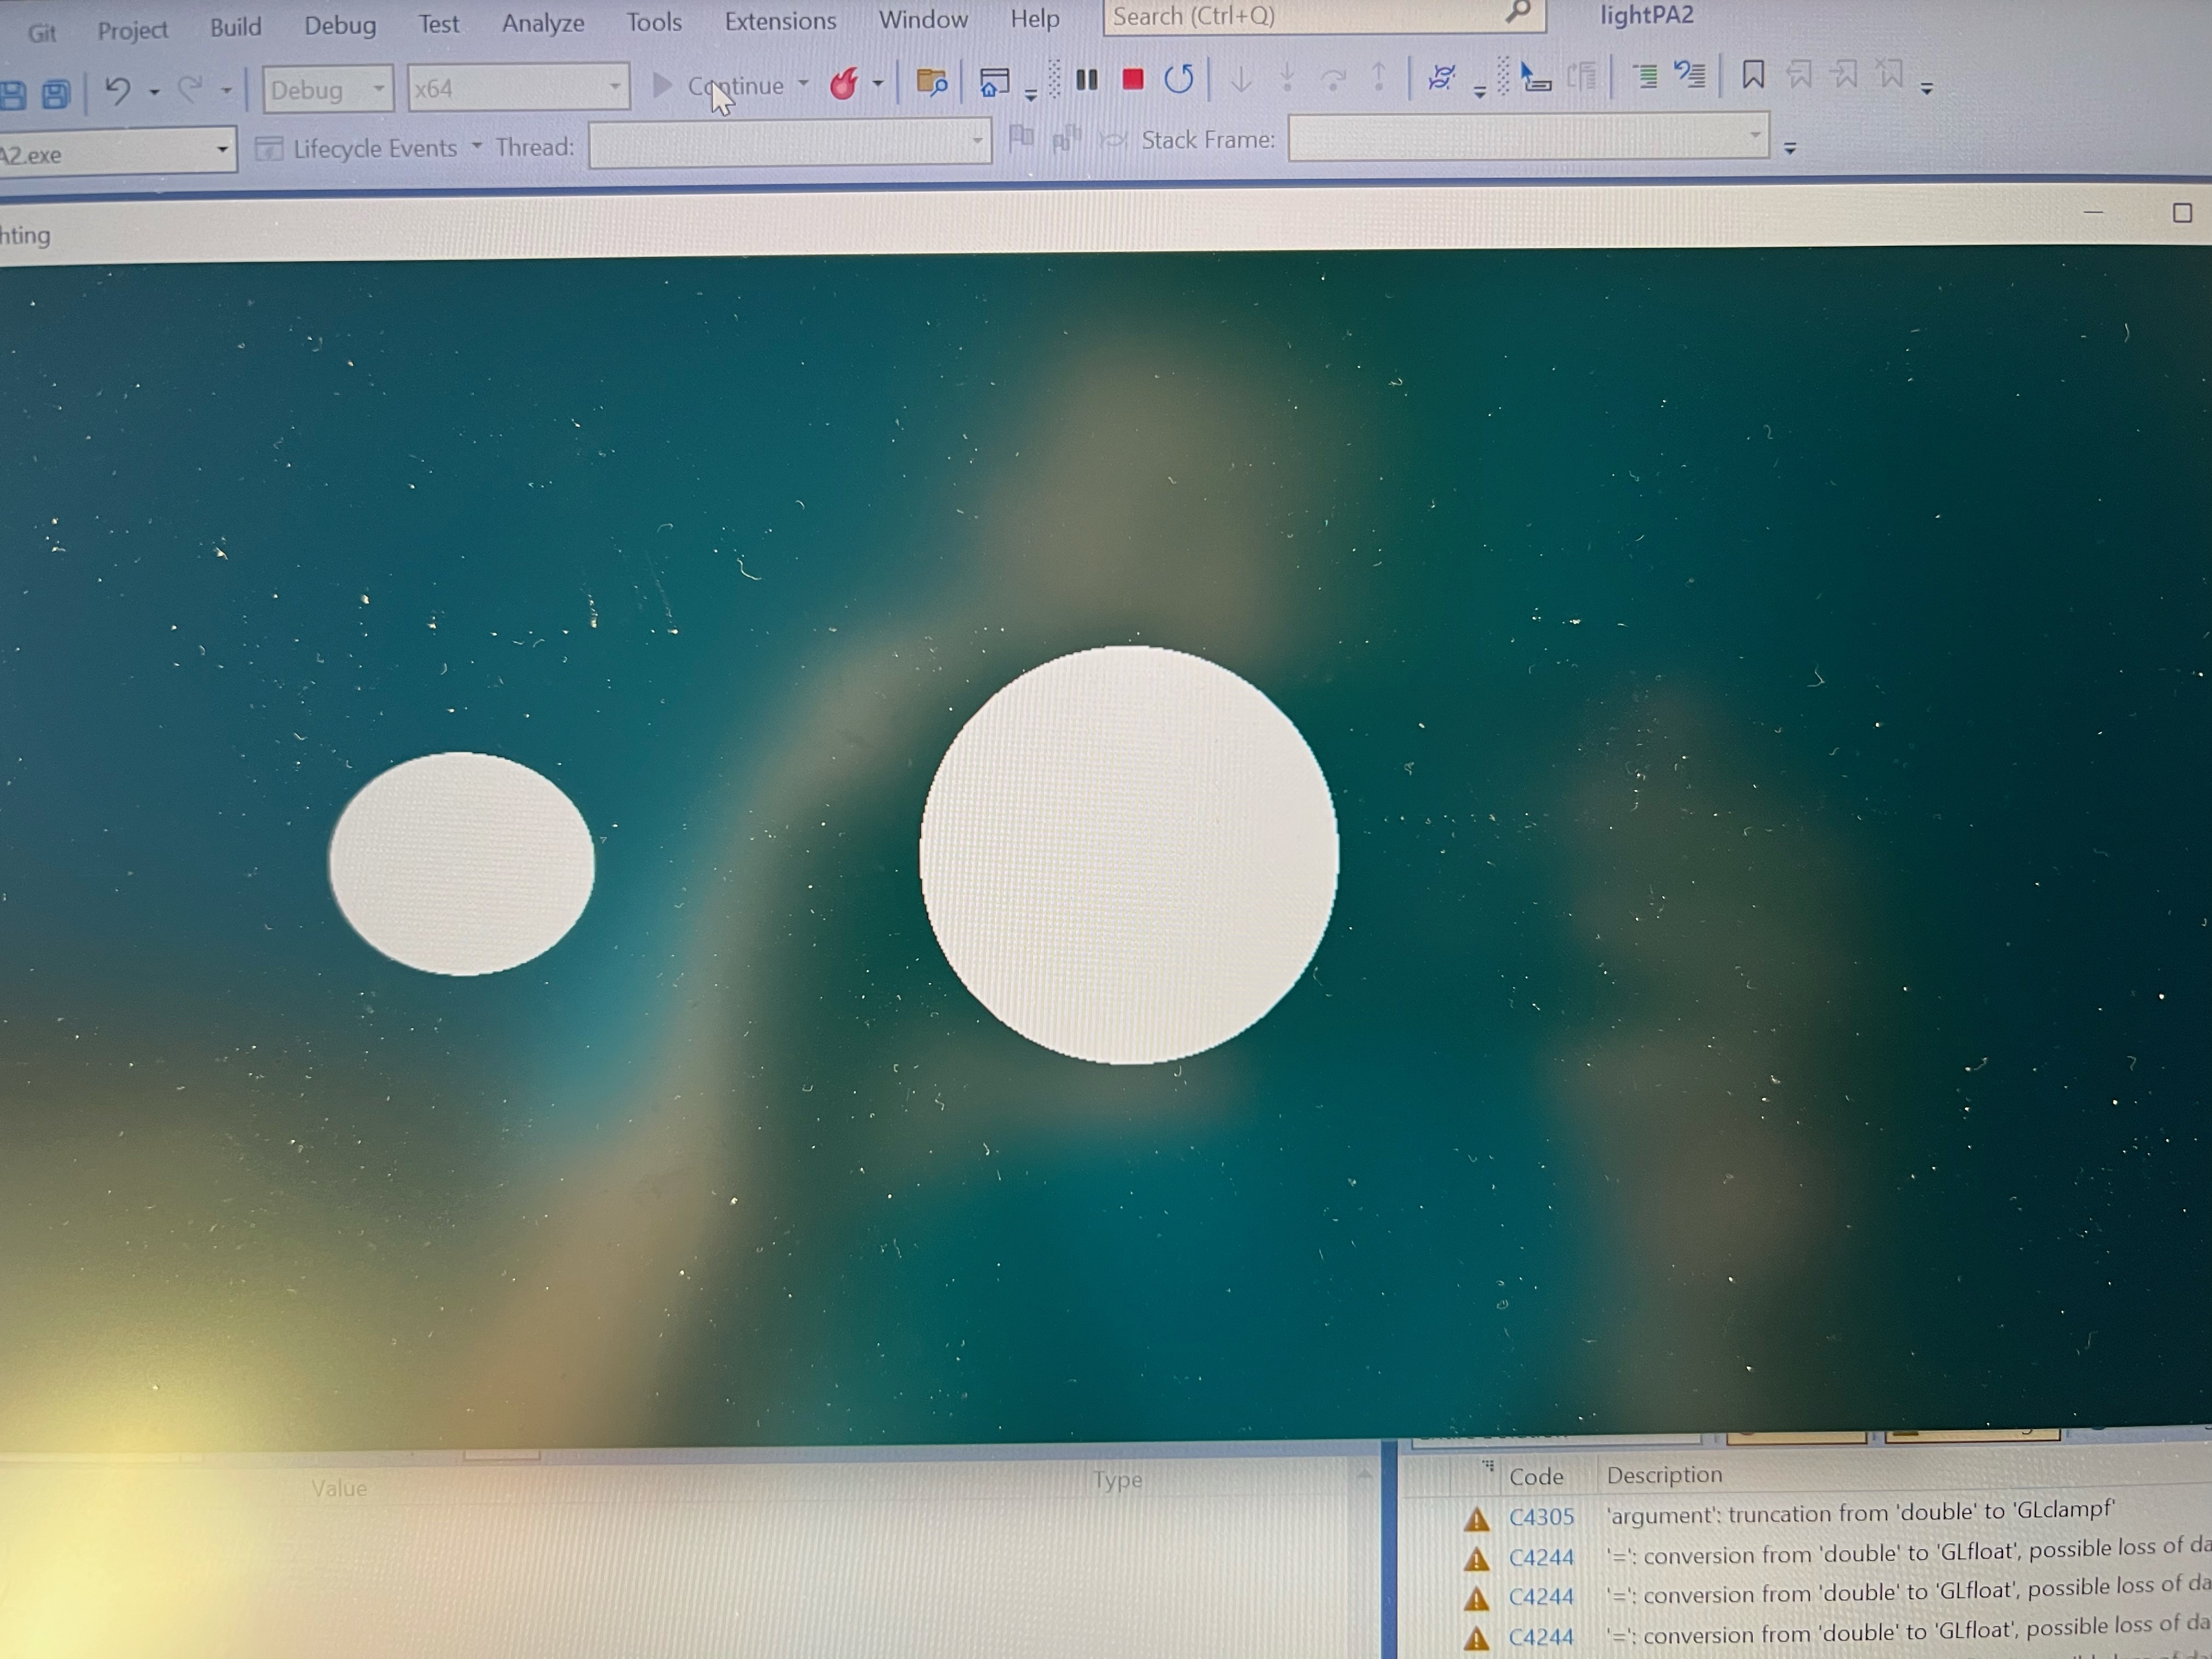 Git Project Build Debug Test Analyze Tools Extensions Window Help Search (Ctrl+Q) lightPA2
Debug x64 Continue
A2.exe Lifecycle Events Thread: Stack Frame:
hting
Value Type
Code Description
C4305 'argument': truncation from 'double' to 'GLclampf'
C4244 '=': conversion from 'double' to 'GLfloat', possible loss of da
C4244 '=': conversion from 'double' to 'GLfloat', possible loss of da
C4244 '=': conversion from 'double' to 'GLfloat', possible loss of da